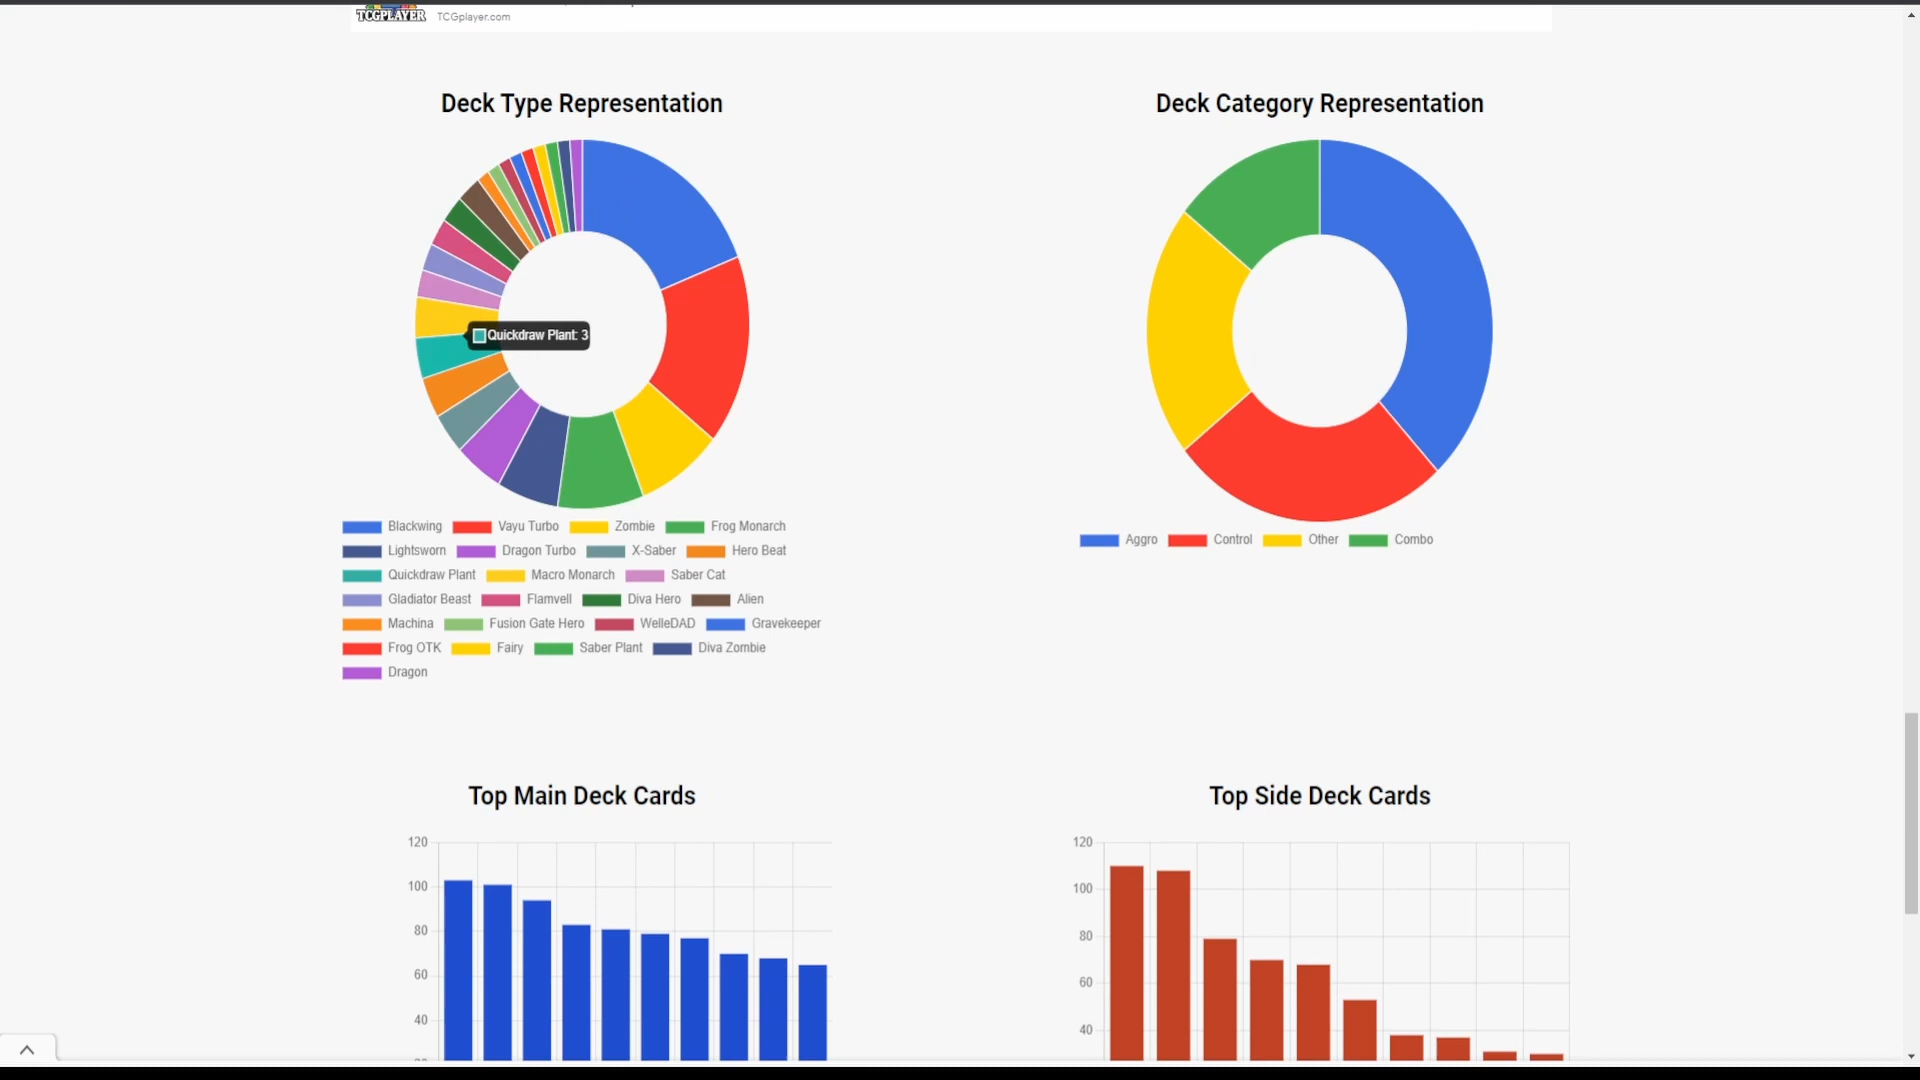 TCGPLAYER TCGplayer.com
Deck Type Representation
Deck Category Representation
Quickdraw Plant: 3
Blackwing Vayu Turbo Zombie Frog Monarch
Lightsworn Dragon Turbo X-Saber Hero Beat
Quickdraw Plant Macro Monarch Saber Cat
Gladiator Beast Flamvell Diva Hero Alien
Machina Fusion Gate Hero WelleDAD Gravekeeper
Frog OTK Fairy Saber Plant Diva Zombie
Dragon
Aggro Control Other Combo
Top Main Deck Cards
120
100
80
60
40
Top Side Deck Cards
120
100
80
60
40